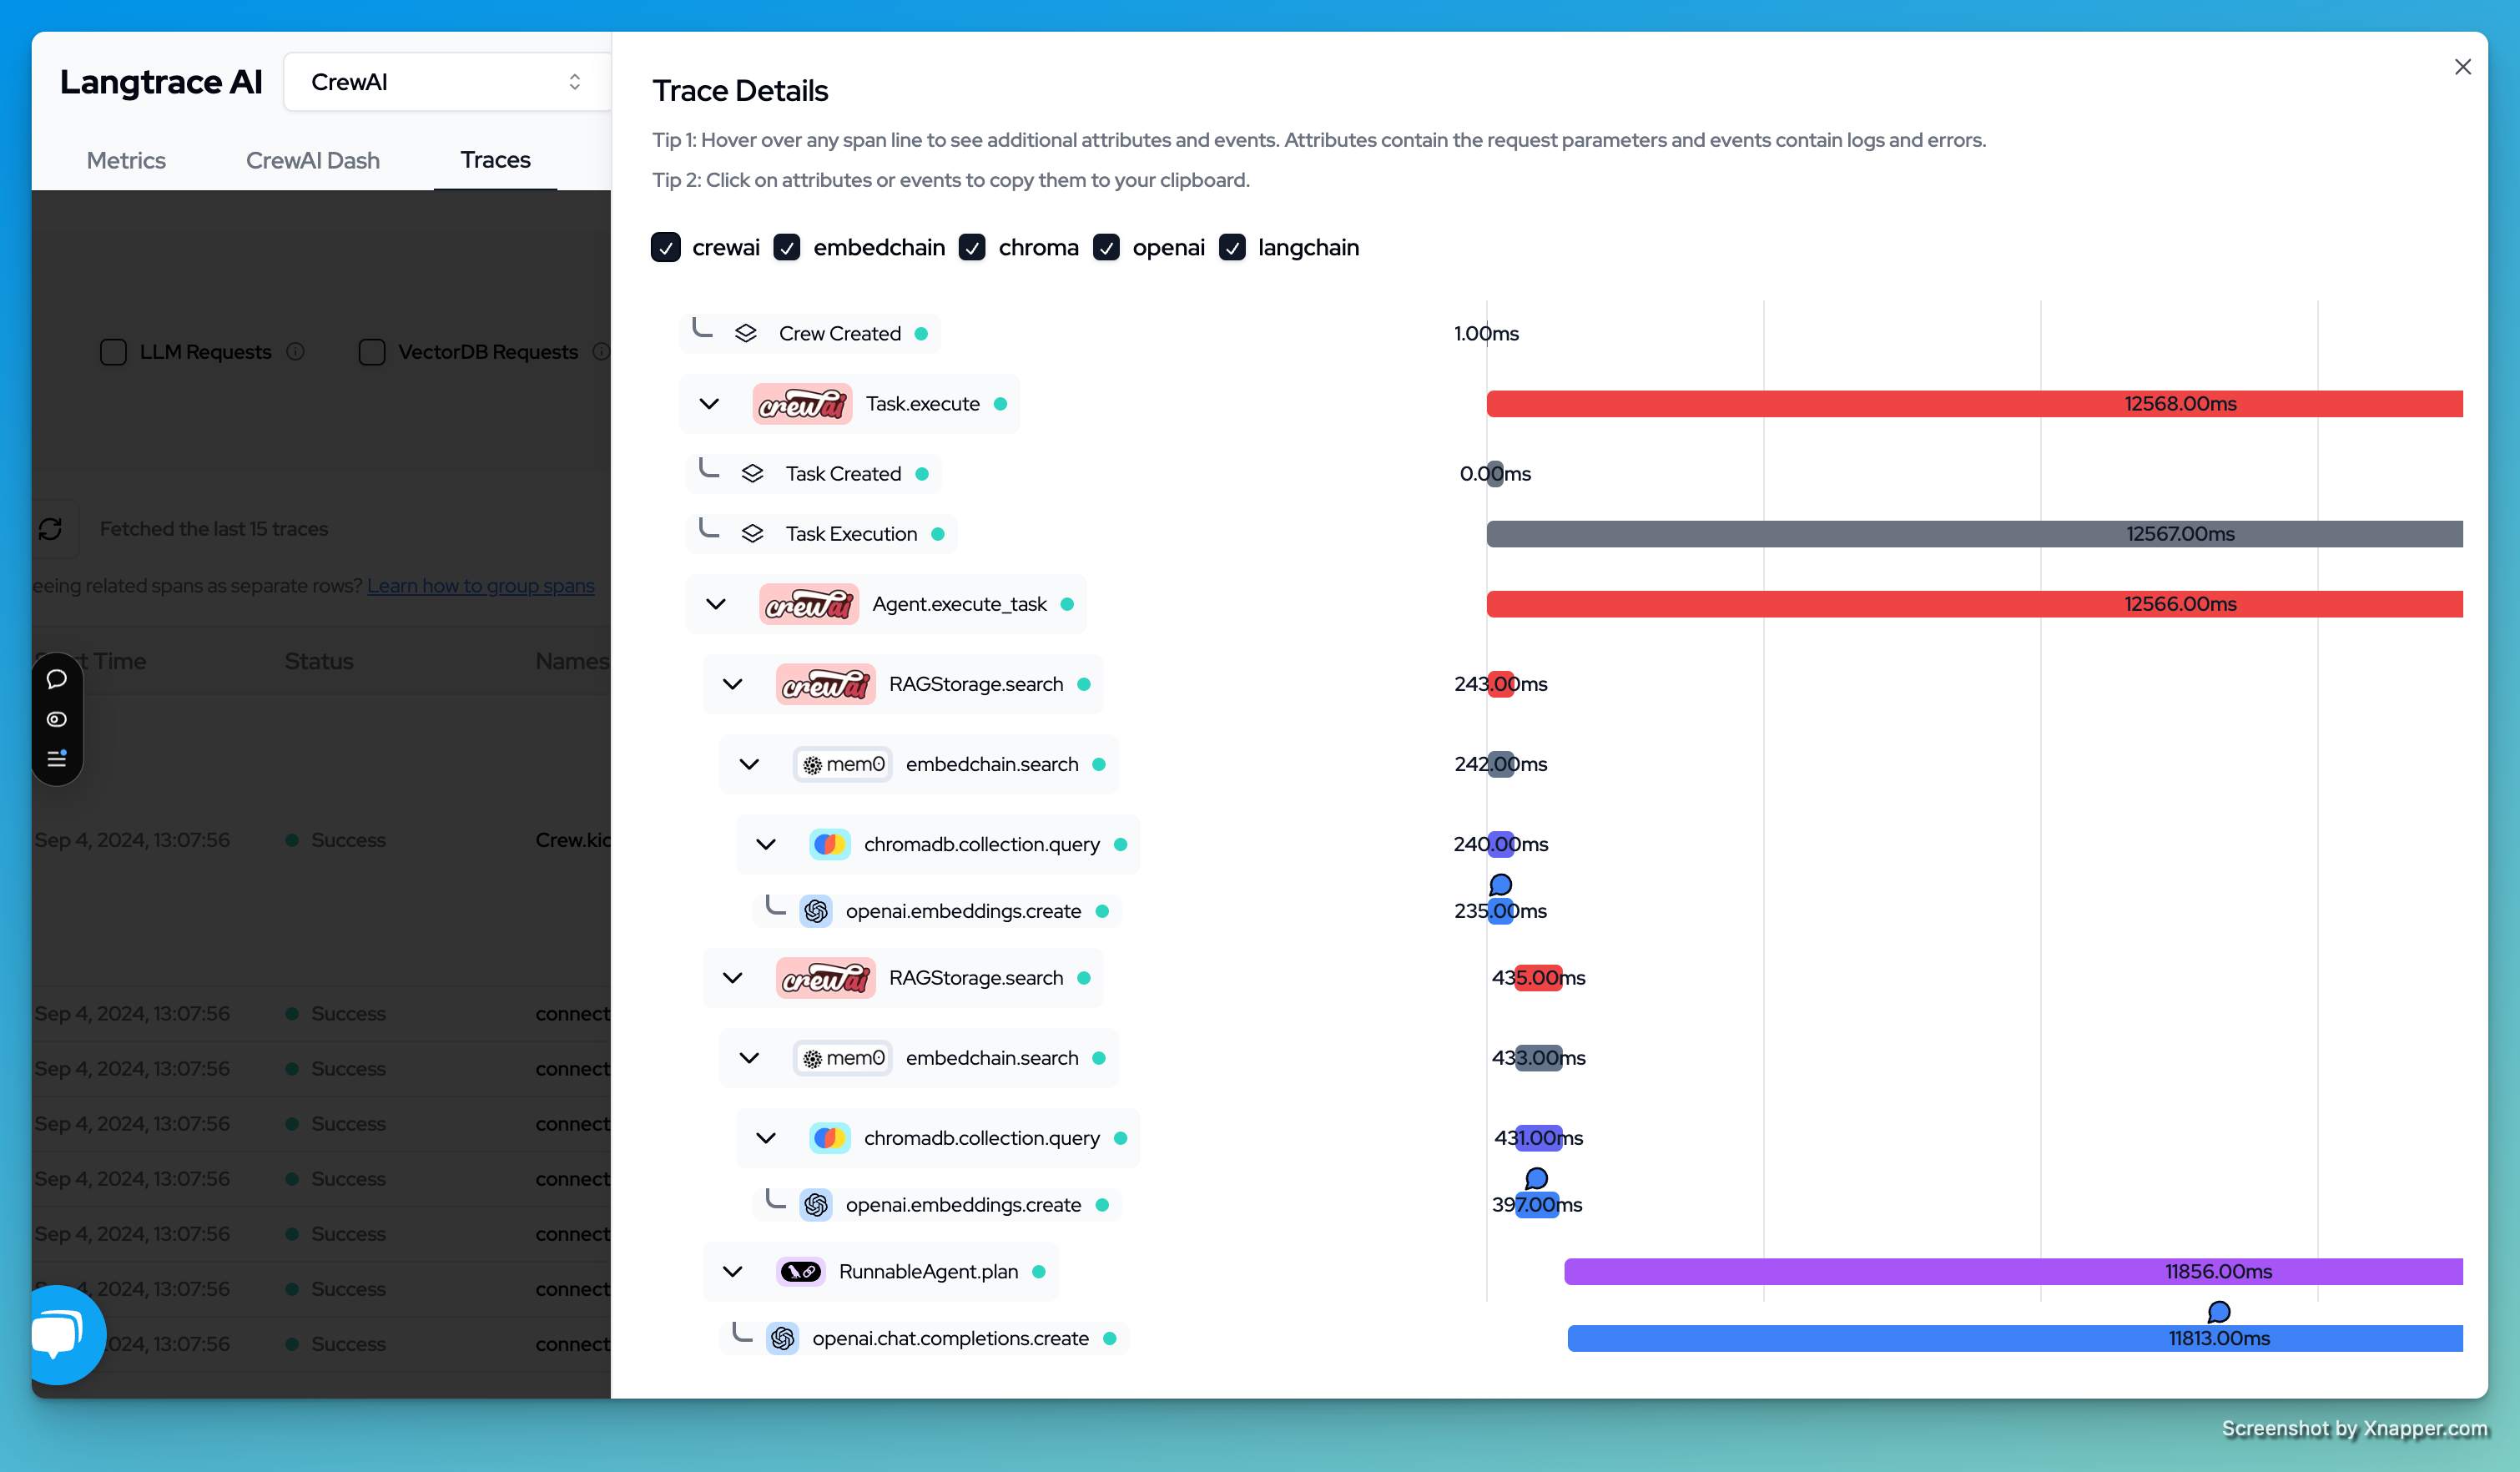 Langtrace AI
CrewAI
Metrics
CrewAI Dash
Traces
LLM Requests
VectorDB Requests
Fetched the last 15 traces
eeing related spans as separate rows? Learn how to group spans
t Time
Status
Names
Sep 4, 2024, 13:07:56
Success
Crew.kic
Sep 4, 2024, 13:07:56
Success
connect
Sep 4, 2024, 13:07:56
Success
connect
Sep 4, 2024, 13:07:56
Success
connect
Sep 4, 2024, 13:07:56
Success
connect
Sep 4, 2024, 13:07:56
Success
connect
4, 2024, 13:07:56
Success
connect
024, 13:07:56
Success
connect
Trace Details
Tip 1: Hover over any span line to see additional attributes and events. Attributes contain the request parameters and events contain logs and errors.
Tip 2: Click on attributes or events to copy them to your clipboard.
crewai
embedchain
chroma
openai
langchain
Crew Created
1.00ms
crewai Task.execute
12568.00ms
Task Created
0.00ms
Task Execution
12567.00ms
crewai Agent.execute_task
12566.00ms
crewai RAGStorage.search
243.00ms
mem0 embedchain.search
242.00ms
chromadb.collection.query
240.00ms
openai.embeddings.create
235.00ms
crewai RAGStorage.search
435.00ms
mem0 embedchain.search
433.00ms
chromadb.collection.query
431.00ms
openai.embeddings.create
397.00ms
RunnableAgent.plan
11856.00ms
openai.chat.completions.create
11813.00ms
Screenshot by Xnapper.com